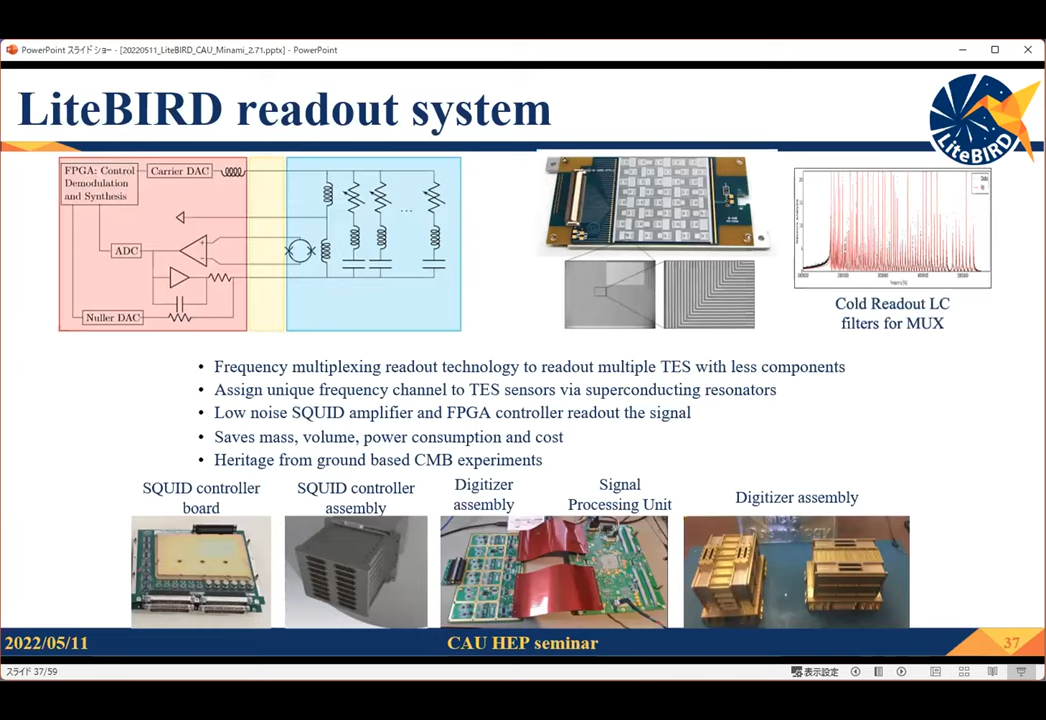 PowerPoint スライド ショー - [20220511_LiteBIRD_CAU_Minami_2.71.pptx] - PowerPoint
LiteBIRD readout system
LiteBIRD
FPGA: Control
Demodulation
and Synthesis
Carrier DAC
ADC
Nuller DAC
Cold Readout LC
filters for MUX
• Frequency multiplexing readout technology to readout multiple TES with less components
• Assign unique frequency channel to TES sensors via superconducting resonators
• Low noise SQUID amplifier and FPGA controller readout the signal
• Saves mass, volume, power consumption and cost
• Heritage from ground based CMB experiments
SQUID controller
board
SQUID controller
assembly
Digitizer
assembly
Signal
Processing Unit
Digitizer assembly
2022/05/11
CAU HEP seminar
37
スライド 37/59
表示設定